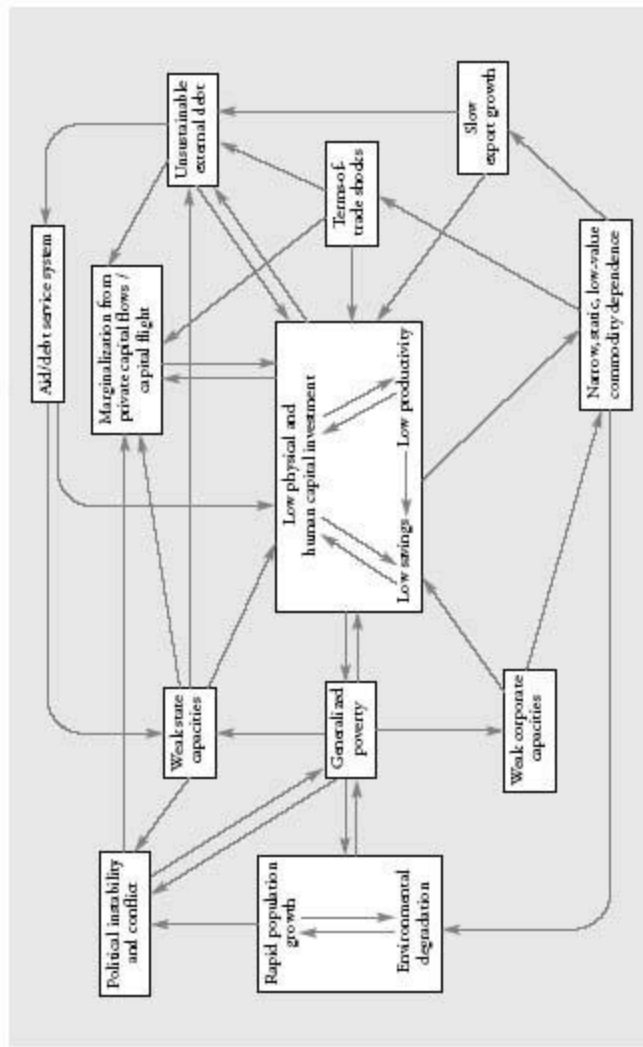 Aid/debt service system
Political instability
and conflict
Weak state
capacities
Marginalization from
private capital flows /
capital flight
Unsustainable
external debt
Rapid population
growth
Environmental
degradation
Generalized
poverty
Low physical and
human capital investment
Low savings
Low productivity
Terms-of-
trade shocks
Weak corporate
capacities
Narrow, static, low-value
commodity dependence
Slow
export growth